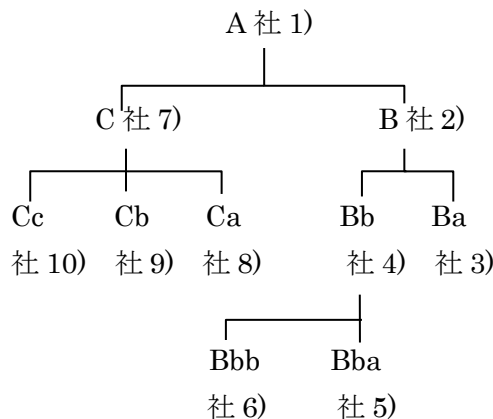 A 社 1)
C 社 7) B 社 2)
Cc Cb Ca Bb Ba
社 10) 社 9) 社 8) 社 4) 社 3)
Bbb Bba
社 6) 社 5)